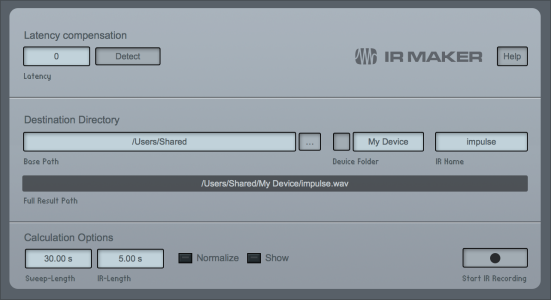 Latency compensation
0 Detect
IR MAKER Help
Latency
Destination Directory
/Users/Shared ... My Device impulse
Base Path Device Folder IR Name
/Users/Shared/My Device/impulse.wav
Full Result Path
Calculation Options
30.00 s 5.00 s Normalize Show
Sweep-Length IR-Length Start IR Recording